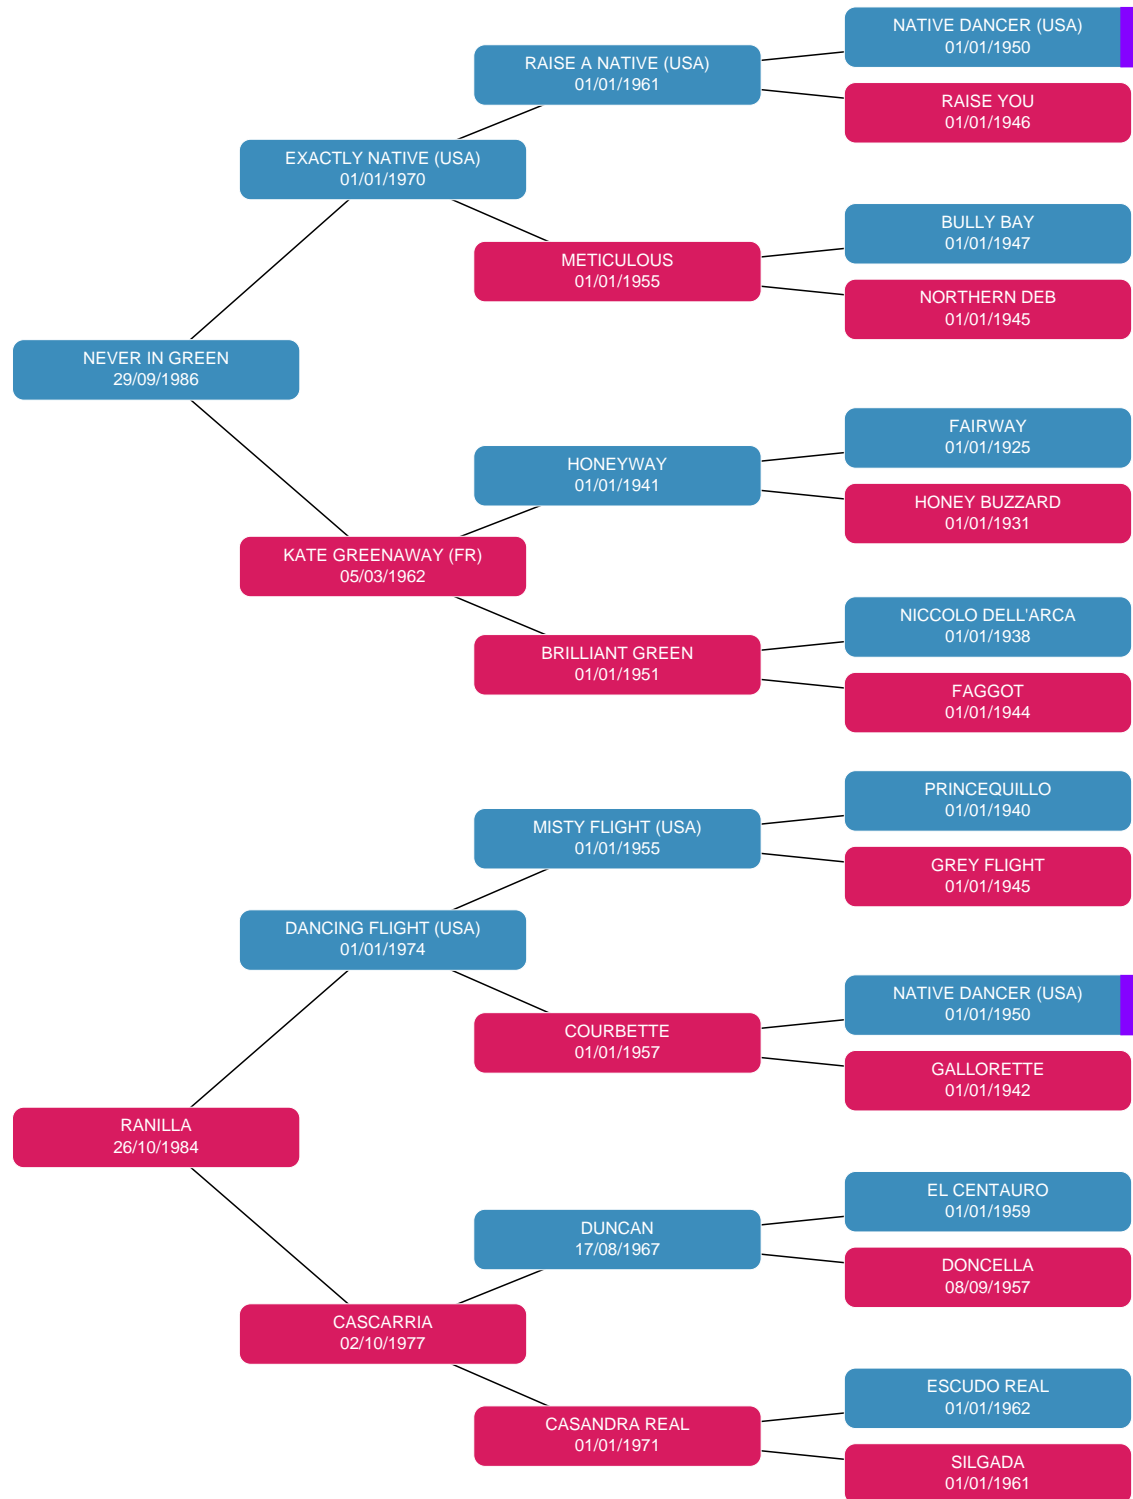 NATIVE DANCER (USA)
01/01/1950
RAISE A NATIVE (USA)
01/01/1961
RAISE YOU
01/01/1946
EXACTLY NATIVE (USA)
01/01/1970
BULLY BAY
01/01/1947
METICULOUS
01/01/1955
NORTHERN DEB
01/01/1945
NEVER IN GREEN
29/09/1986
FAIRWAY
01/01/1925
HONEYWAY
01/01/1941
HONEY BUZZARD
01/01/1931
KATE GREENAWAY (FR)
05/03/1962
NICCOLO DELL'ARCA
01/01/1938
BRILLIANT GREEN
01/01/1951
FAGGOT
01/01/1944
PRINCEQUILLO
01/01/1940
MISTY FLIGHT (USA)
01/01/1955
GREY FLIGHT
01/01/1945
DANCING FLIGHT (USA)
01/01/1974
NATIVE DANCER (USA)
01/01/1950
COURBETTE
01/01/1957
GALLORETTE
01/01/1942
RANILLA
26/10/1984
EL CENTAURO
01/01/1959
DUNCAN
17/08/1967
DONCELLA
08/09/1957
CASCARRIA
02/10/1977
ESCUDO REAL
01/01/1962
CASANDRA REAL
01/01/1971
SILGADA
01/01/1961